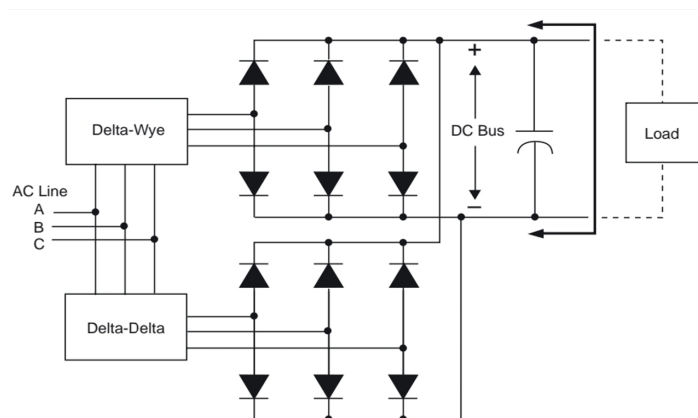 Delta-Wye
+
DC Bus
−
Load
AC Line
A
B
C
Delta-Delta